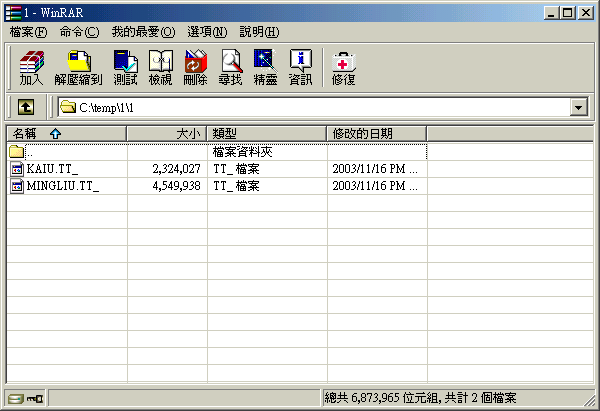 1 - WinRAR
檔案(F) 命令(C) 我的最愛(O) 選項(N) 說明(H)
加入 解壓縮到 測試 檢視 刪除 尋找 精靈 資訊 修復
C:\temp\1\1
名稱 大小 類型 修改的日期
.. 檔案資料夾
KAIU.TT_ 2,324,027 TT_ 檔案 2003/11/16 PM ...
MINGLIU.TT_ 4,549,938 TT_ 檔案 2003/11/16 PM ...
總共 6,873,965 位元組, 共計 2 個檔案